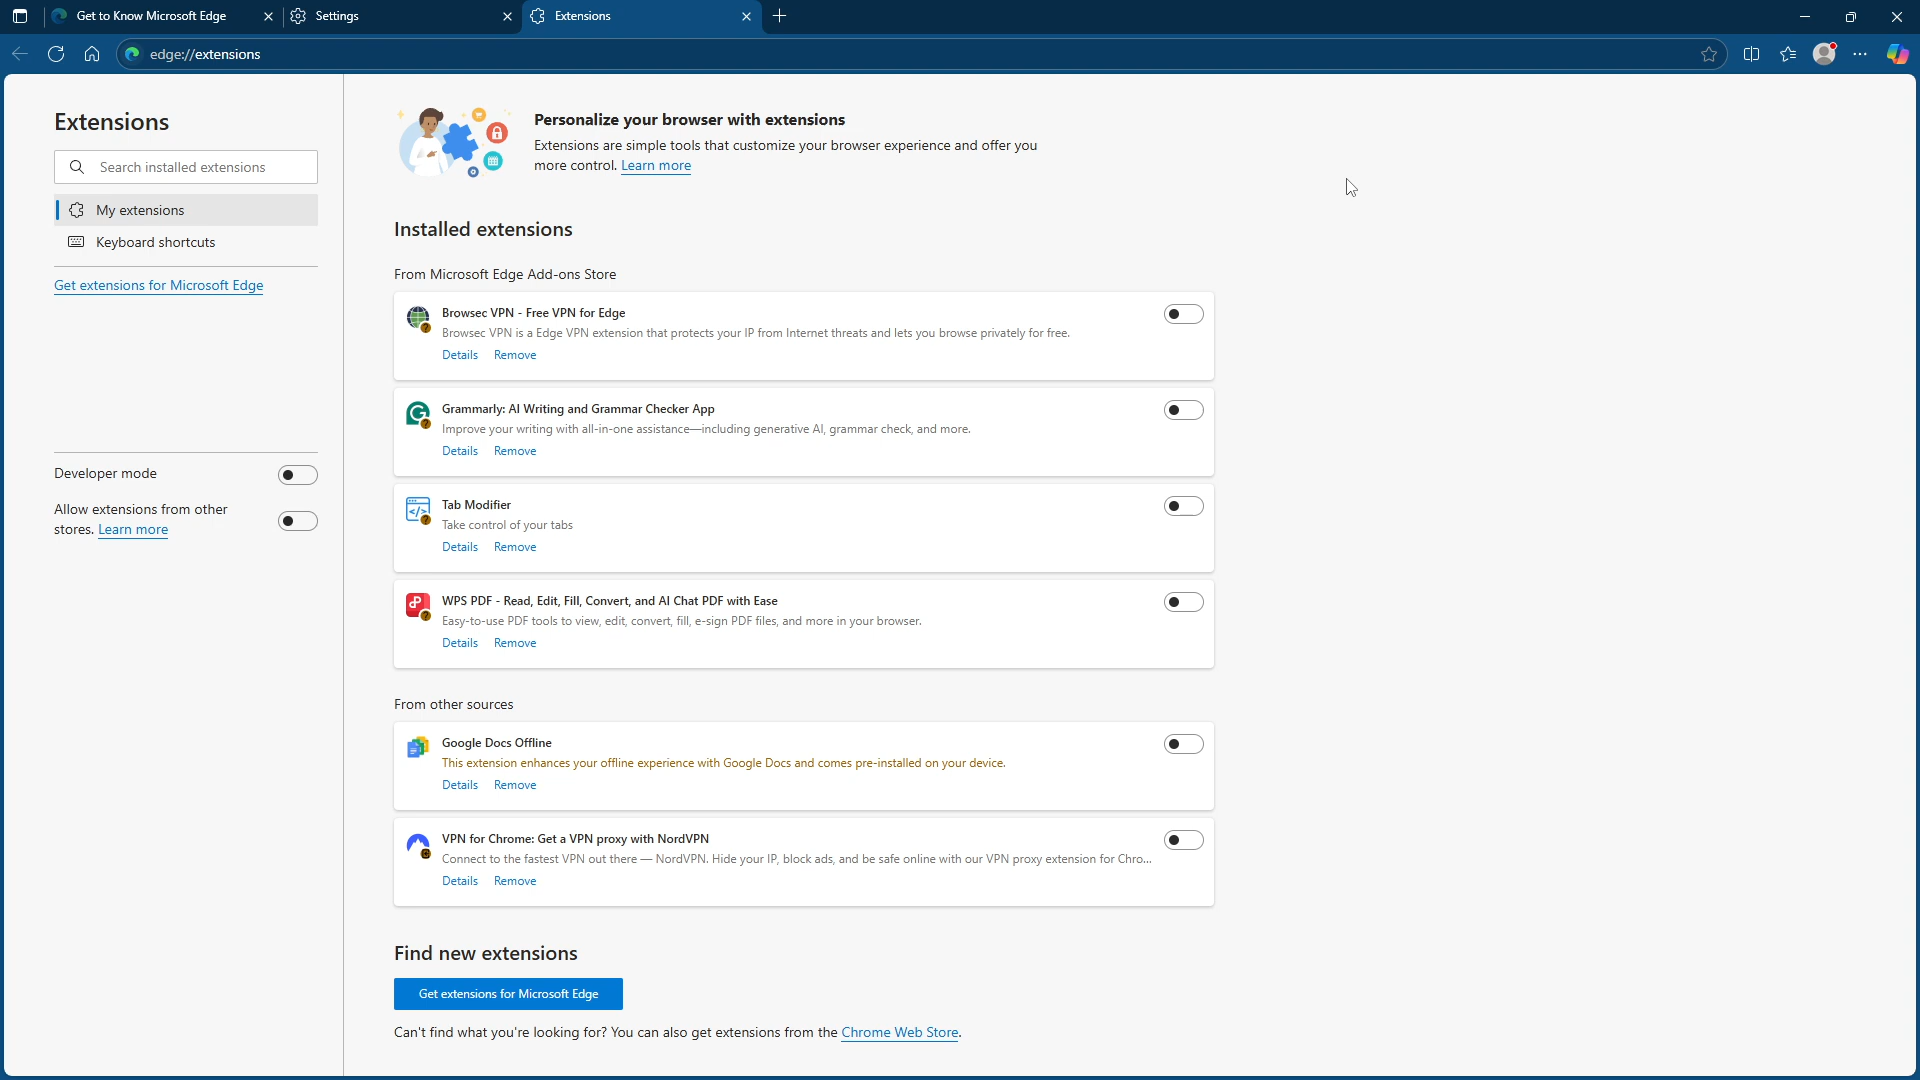 Get to Know Microsoft Edge
Settings
Extensions
edge://extensions
Extensions
Search installed extensions
My extensions
Keyboard shortcuts
Get extensions for Microsoft Edge
Developer mode
Allow extensions from other
stores. Learn more
Personalize your browser with extensions
Extensions are simple tools that customize your browser experience and offer you
more control. Learn more
Installed extensions
From Microsoft Edge Add-ons Store
Browsec VPN - Free VPN for Edge
Browsec VPN is a Edge VPN extension that protects your IP from Internet threats and lets you browse privately for free.
Details Remove
Grammarly: AI Writing and Grammar Checker App
Improve your writing with all-in-one assistance—including generative AI, grammar check, and more.
Details Remove
Tab Modifier
Take control of your tabs
Details Remove
WPS PDF - Read, Edit, Fill, Convert, and AI Chat PDF with Ease
Easy-to-use PDF tools to view, edit, convert, fill, e-sign PDF files, and more in your browser.
Details Remove
From other sources
Google Docs Offline
This extension enhances your offline experience with Google Docs and comes pre-installed on your device.
Details Remove
VPN for Chrome: Get a VPN proxy with NordVPN
Connect to the fastest VPN out there — NordVPN. Hide your IP, block ads, and be safe online with our VPN proxy extension for Chro...
Details Remove
Find new extensions
Get extensions for Microsoft Edge
Can't find what you're looking for? You can also get extensions from the Chrome Web Store.